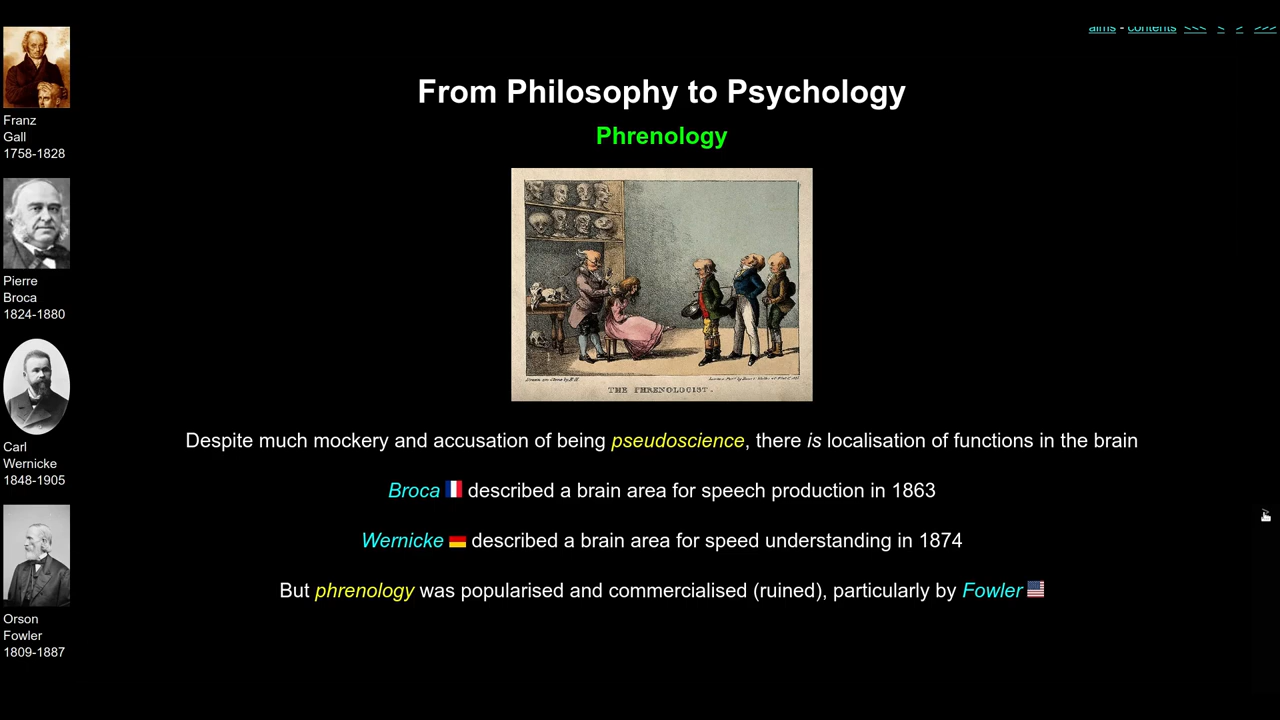 aims - contents <<< < > >>>
From Philosophy to Psychology
Phrenology
THE PHRENOLOGIST.
Despite much mockery and accusation of being pseudoscience, there is localisation of functions in the brain
Broca described a brain area for speech production in 1863
Wernicke described a brain area for speed understanding in 1874
But phrenology was popularised and commercialised (ruined), particularly by Fowler
Franz
Gall
1758-1828
Pierre
Broca
1824-1880
Carl
Wernicke
1848-1905
Orson
Fowler
1809-1887